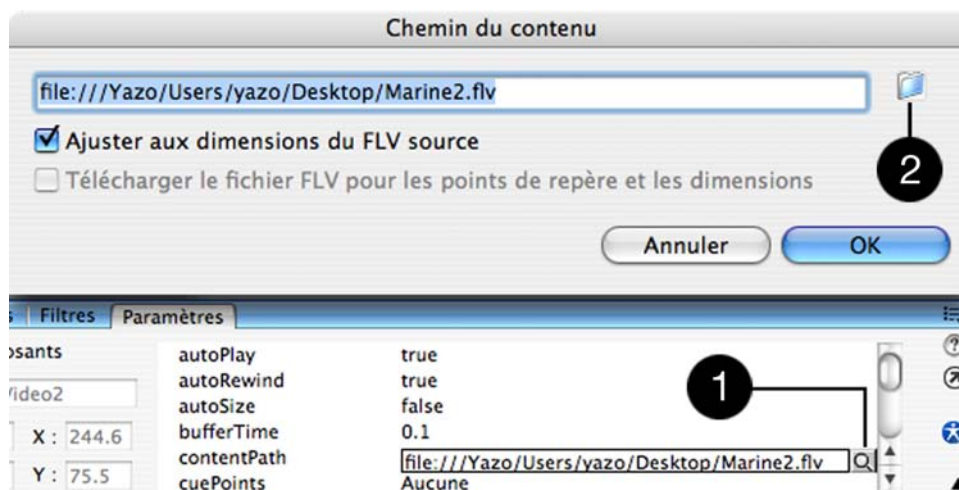 Chemin du contenu
file:///Yazo/Users/yazo/Desktop/Marine2.flv
Ajuster aux dimensions du FLV source
2
Télécharger le fichier FLV pour les points de repère et les dimensions
Annuler OK
Filtres Paramètres
autoPlay true
autoRewind true
1
autoSize false
X : 244.6 bufferTime 0.1
contentPath file:///Yazo/Users/yazo/Desktop/Marine2.flv
Y : 75.5 cuePoints Aucune